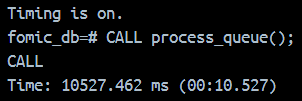 Timing is on.
fomic_db=# CALL process_queue();
CALL
Time: 10527.462 ms (00:10.527)